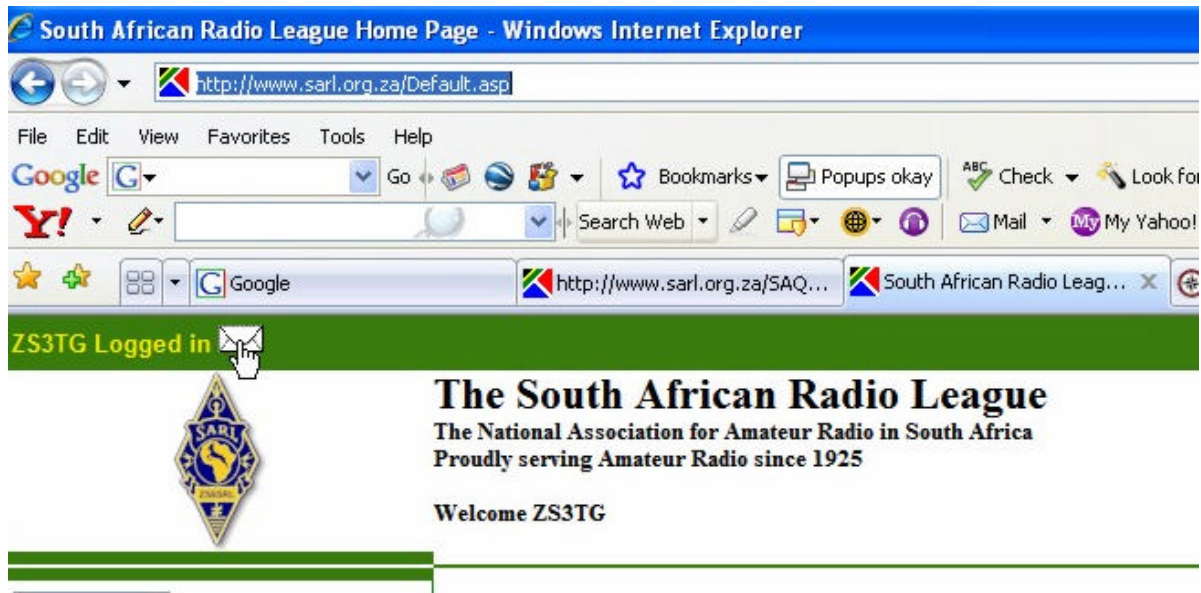 South African Radio League Home Page - Windows Internet Explorer
http://www.sarl.org.za/Default.asp
File Edit View Favorites Tools Help
Google G Go Bookmarks Popups okay ABC Check Look for
Y! Search Web Mail My My Yahoo!
G Google http://www.sarl.org.za/SAQ... South African Radio Leag... X
ZS3TG Logged in
SARL
The South African Radio League
The National Association for Amateur Radio in South Africa
Proudly serving Amateur Radio since 1925
Welcome ZS3TG